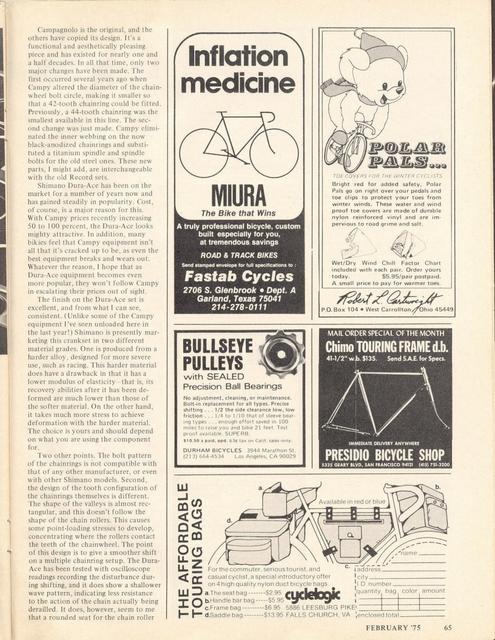 Campagnolo is the original, and the
others have copied its design. It's a
functional and aesthetically pleasing
piece and has existed for nearly one and
a half decades. In all that time, only two
major changes have been made. The
first occurred several years ago when
Campy altered the diameter of the chain-
wheel bolt circle, making it smaller so
that a 42-tooth chainring could be fitted.
Previously, a 44-tooth chainring was the
smallest available in this line. The sec-
ond change was just made. Campy elimi-
nated the inner webbing on the now
black-anodized chainrings and substi-
tuted a titanium spindle and spindle
bolts for the old steel ones. These new
parts, I might add, are interchangeable
with the old Record sets.
Shimano Dura-Ace has been on the
market for a number of years now and
has gained steadily in popularity. Cost,
of course, is a major reason for this.
With Campy prices recently increasing
50 to 100 percent, the Dura-Ace looks
mighty attractive. In addition, many
bikies feel that Campy equipment isn't
all that it's cracked up to be, as even the
best equipment breaks and wears out.
Whatever the reason, I hope that as
Dura-Ace equipment becomes even
more popular, they won't follow Campy
in escalating their prices out of sight.
The finish on the Dura-Ace set is
excellent, and from what I can see,
consistent. (Unlike some of the Campy
equipment I've seen unloaded here in
the last year!) Shimano is presently mar-
keting this crankset in two different
material grades. One is produced from a
harder alloy, designed for more severe
use, such as racing. This harder material
does have a drawback in that it has a
lower modulus of elasticity—that is, its
recovery abilities after it has been de-
formed are much lower than those of
the softer material. On the other hand,
it takes much more stress to achieve
deformation with the harder material.
The choice is yours and should depend
on what you are using the component
for.
Two other points. The bolt pattern
of the chainrings is not compatible with
that of any other manufacturer, or even
with other Shimano models. Second,
the design of the tooth configuration of
the chainrings themselves is different.
The shape of the valleys is almost rec-
tangular, and this doesn't follow the
shape of the chain rollers. This causes
some point-loading stresses to develop,
concentrating where the rollers contact
the teeth of the chainwheel. The point
of this design is to give a smoother shift
on a multiple chainring setup. The Dura-
Ace has been tested with oscilloscope
readings recording the disturbance dur-
ing shifting, and it does show a shallower
wave pattern, indicating less resistance
to the action of the chain actually being
derailled. It does, however, seem to me
that a rounded seat for the chain roller
Inflation
medicine
MIURA
The Bike that Wins
A truly professional bicycle, custom
built especially for you,
at tremendous savings
ROAD & TRACK BIKES
Send stamped envelope for full specifications to:
Fastab Cycles
2706 S. Glenbrook • Dept. A
Garland, Texas 75041
214-278-0111
POLAR
PALS...
TOE COVERS FOR THE WINTER CYCLISTS
Bright red for added safety, Polar
Pals go on right over your pedals and
toe clips to protect your toes from
winter winds. These water and wind
proof toe covers are made of durable
nylon reinforced vinyl and are im-
pervious to road grime and salt.
Wet/Dry Wind Chill Factor Chart
included with each pair. Order yours
today. $5.95/pair postpaid.
A small price to pay for warmer toes.
Robert L. Cartwright
P.O. Box 104 • West Carrollton, Ohio 45449
BULLSEYE
PULLEYS
with SEALED
Precision Ball Bearings
No adjustment, cleaning, or maintenance.
Bolt-in replacement for all types. Precise
shifting . . . 1/2 the side clearance low, low
friction . . . 1/4 to 1/10 that of sleeve bear-
ing types . . . enough effort saved in 100
miles to raise you and bike 21 feet. Test
proof available. SUPERB.
$10.50 a pair, ppd. 6% tax on Calif. sales only.
DURHAM BICYCLES 3944 Marathon St.
(213) 664-4534 Los Angeles, CA 90029
MAIL ORDER SPECIAL OF THE MONTH
Chimo TOURING FRAME d.b.
41-1/2" w.b. $135. Send S.A.E. for Specs.
IMMEDIATE DELIVERY ANYWHERE
PRESIDIO BICYCLE SHOP
5335 GEARY BLVD., SAN FRANCISCO 94121 (415) 751-3200
THE AFFORDABLE
TOURING BAGS
a.
b.
c.
d.
Available in red or blue
For the commuter, serious tourist, and
casual cyclist, a special introductory offer
on 4 high quality nylon duct bicycle bags.
a. The seat bag -------- $2.95
b. Handle bar bag ----- $5.95
c. Frame bag -------- $6.95
d. Saddle bag -------- $13.95
cyclelogic
5886 LEESBURG PIKE
FALLS CHURCH, VA
name
address
city
I.D. number
quantity bag color amount
enclosed total
FEBRUARY '75 65